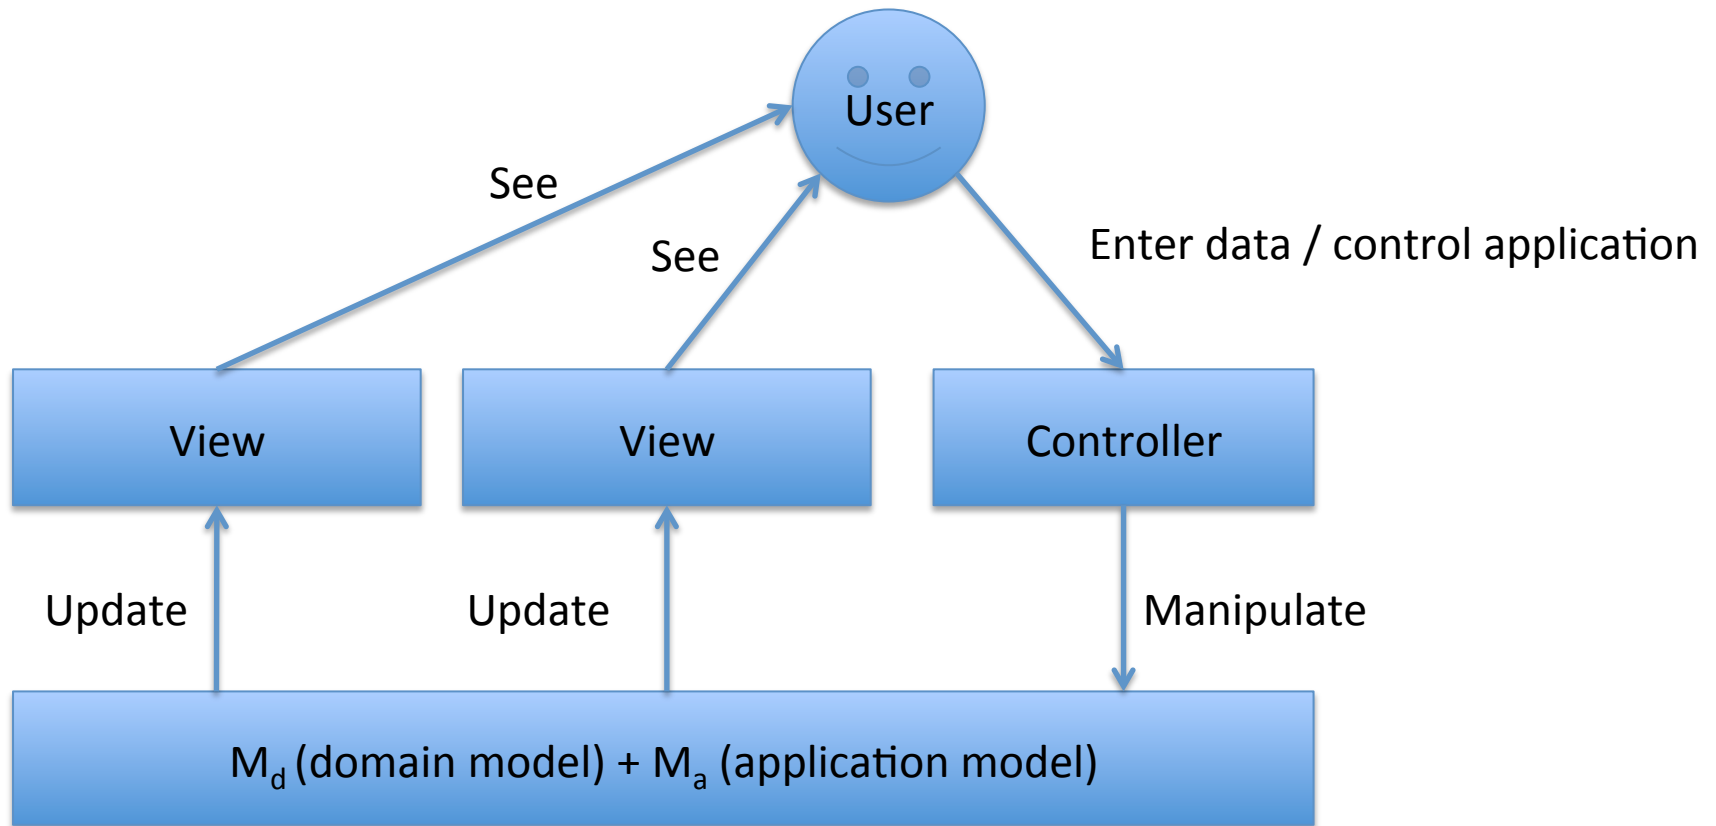 User
See
See
Enter data / control application
View
View
Controller
Update
Update
Manipulate
Md (domain model) + Ma (application model)